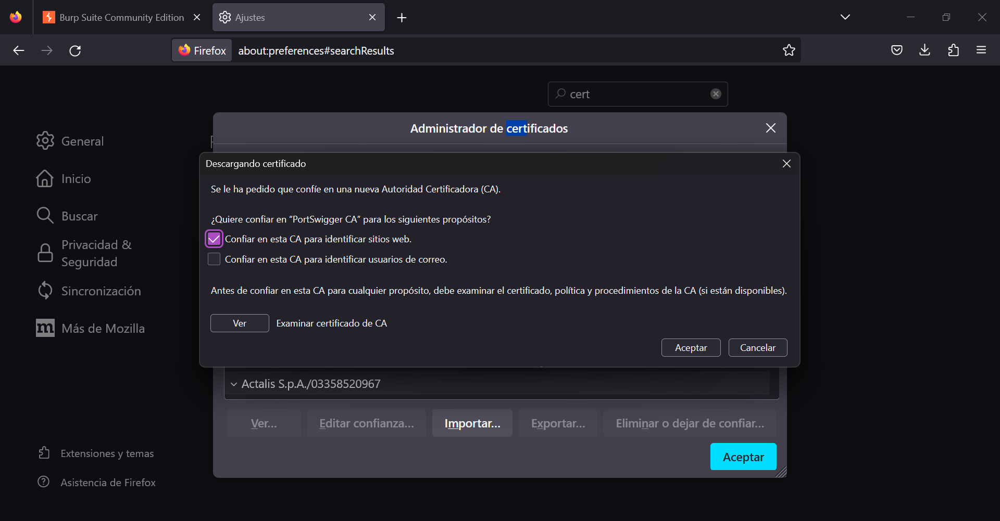 Burp Suite Community Edition
Ajustes
Firefox
about:preferences#searchResults
cert
Administrador de certificados
General
Inicio
Buscar
Privacidad &
Seguridad
Sincronización
Más de Mozilla
Extensiones y temas
Asistencia de Firefox
Descargando certificado
Se le ha pedido que confíe en una nueva Autoridad Certificadora (CA).
¿Quiere confiar en “PortSwigger CA” para los siguientes propósitos?
Confiar en esta CA para identificar sitios web.
Confiar en esta CA para identificar usuarios de correo.
Antes de confiar en esta CA para cualquier propósito, debe examinar el certificado, política y procedimientos de la CA (si están disponibles).
Ver
Examinar certificado de CA
Aceptar
Cancelar
Actalis S.p.A./03358520967
Ver...
Editar confianza...
Importar...
Exportar...
Eliminar o dejar de confiar...
Aceptar